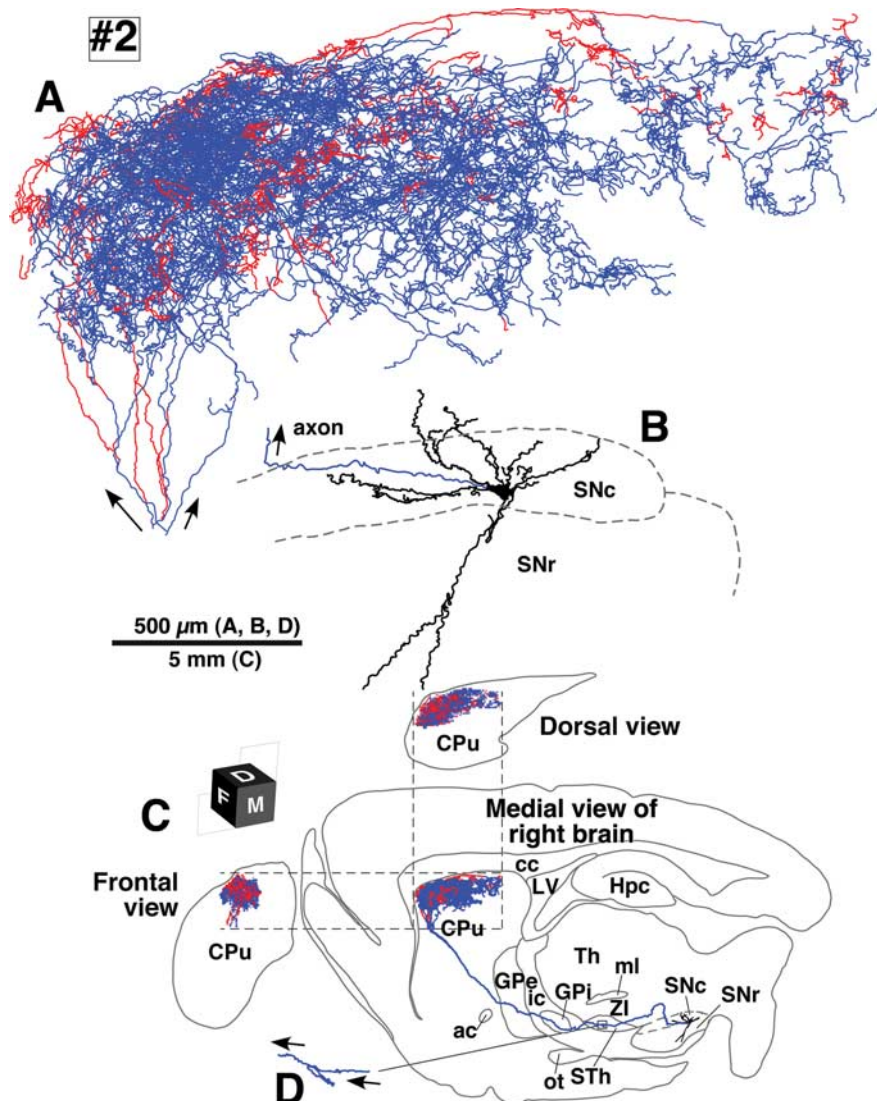 #2
A
B
axon
SNc
SNr
500 µm (A, B, D)
5 mm (C)
CPu
Dorsal view
C
D
F
M
Medial view of
right brain
Frontal
view
CPu
cc
LV
Hpc
CPu
Th
GPe
ic
GPi
ml
ZI
SNc
SNr
ac
ot
STh
D